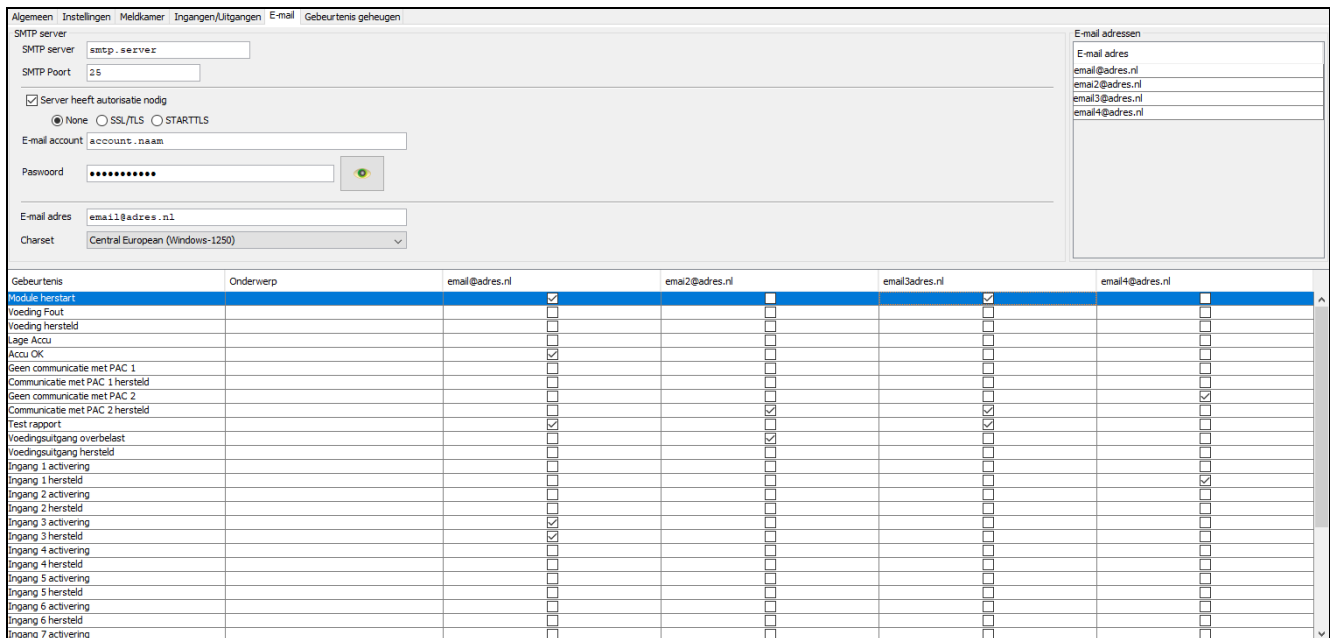 Algemeen Instellingen Meldkamer Ingangen/Uitgangen E-mail Gebeurtenis geheugen
SMTP server
SMTP server smtp.server
SMTP Poort 25
Server heeft autorisatie nodig
None SSL/TLS STARTTLS
E-mail account account.naam
Paswoord ●●●●●●●●●●●
E-mail adres email@adres.nl
Charset Central European (Windows-1250)
E-mail adressen
E-mail adres
email@adres.nl
emai2@adres.nl
email3@adres.nl
email4@adres.nl
Gebeurtenis Onderwerp email@adres.nl emai2@adres.nl email3adres.nl email4@adres.nl
Module herstart
Voeding Fout
Voeding hersteld
Lage Accu
Accu OK
Geen communicatie met PAC 1
Communicatie met PAC 1 hersteld
Geen communicatie met PAC 2
Communicatie met PAC 2 hersteld
Test rapport
Voedingsuitgang overbelast
Voedingsuitgang hersteld
Ingang 1 activering
Ingang 1 hersteld
Ingang 2 activering
Ingang 2 hersteld
Ingang 3 activering
Ingang 3 hersteld
Ingang 4 activering
Ingang 4 hersteld
Ingang 5 activering
Ingang 5 hersteld
Ingang 6 activering
Ingang 6 hersteld
Ingang 7 activering